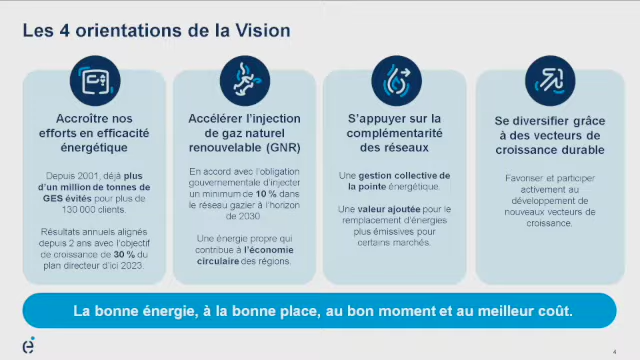 Les 4 orientations de la Vision
Accroître nos
efforts en efficacité
énergétique
Depuis 2001, déjà plus
d'un million de tonnes de
GES évités pour plus de
130 000 clients.
Résultats annuels alignés
depuis 2 ans avec l'objectif
de croissance de 30 % du
plan directeur d'ici 2023.
Accélérer l'injection
de gaz naturel
renouvelable (GNR)
En accord avec l'obligation
gouvernementale d'injecter
un minimum de 10 % dans
le réseau gazier à l'horizon
de 2030.
Une énergie propre qui
contribue à l'économie
circulaire des régions.
S'appuyer sur la
complémentarité
des réseaux
Une gestion collective de
la pointe énergétique.
Une valeur ajoutée pour le
remplacement d'énergies
plus émissives pour
certains marchés.
Se diversifier grâce
à des vecteurs de
croissance durable
Favoriser et participer
activement au
développement de
nouveaux vecteurs de
croissance.
La bonne énergie, à la bonne place, au bon moment et au meilleur coût.
4